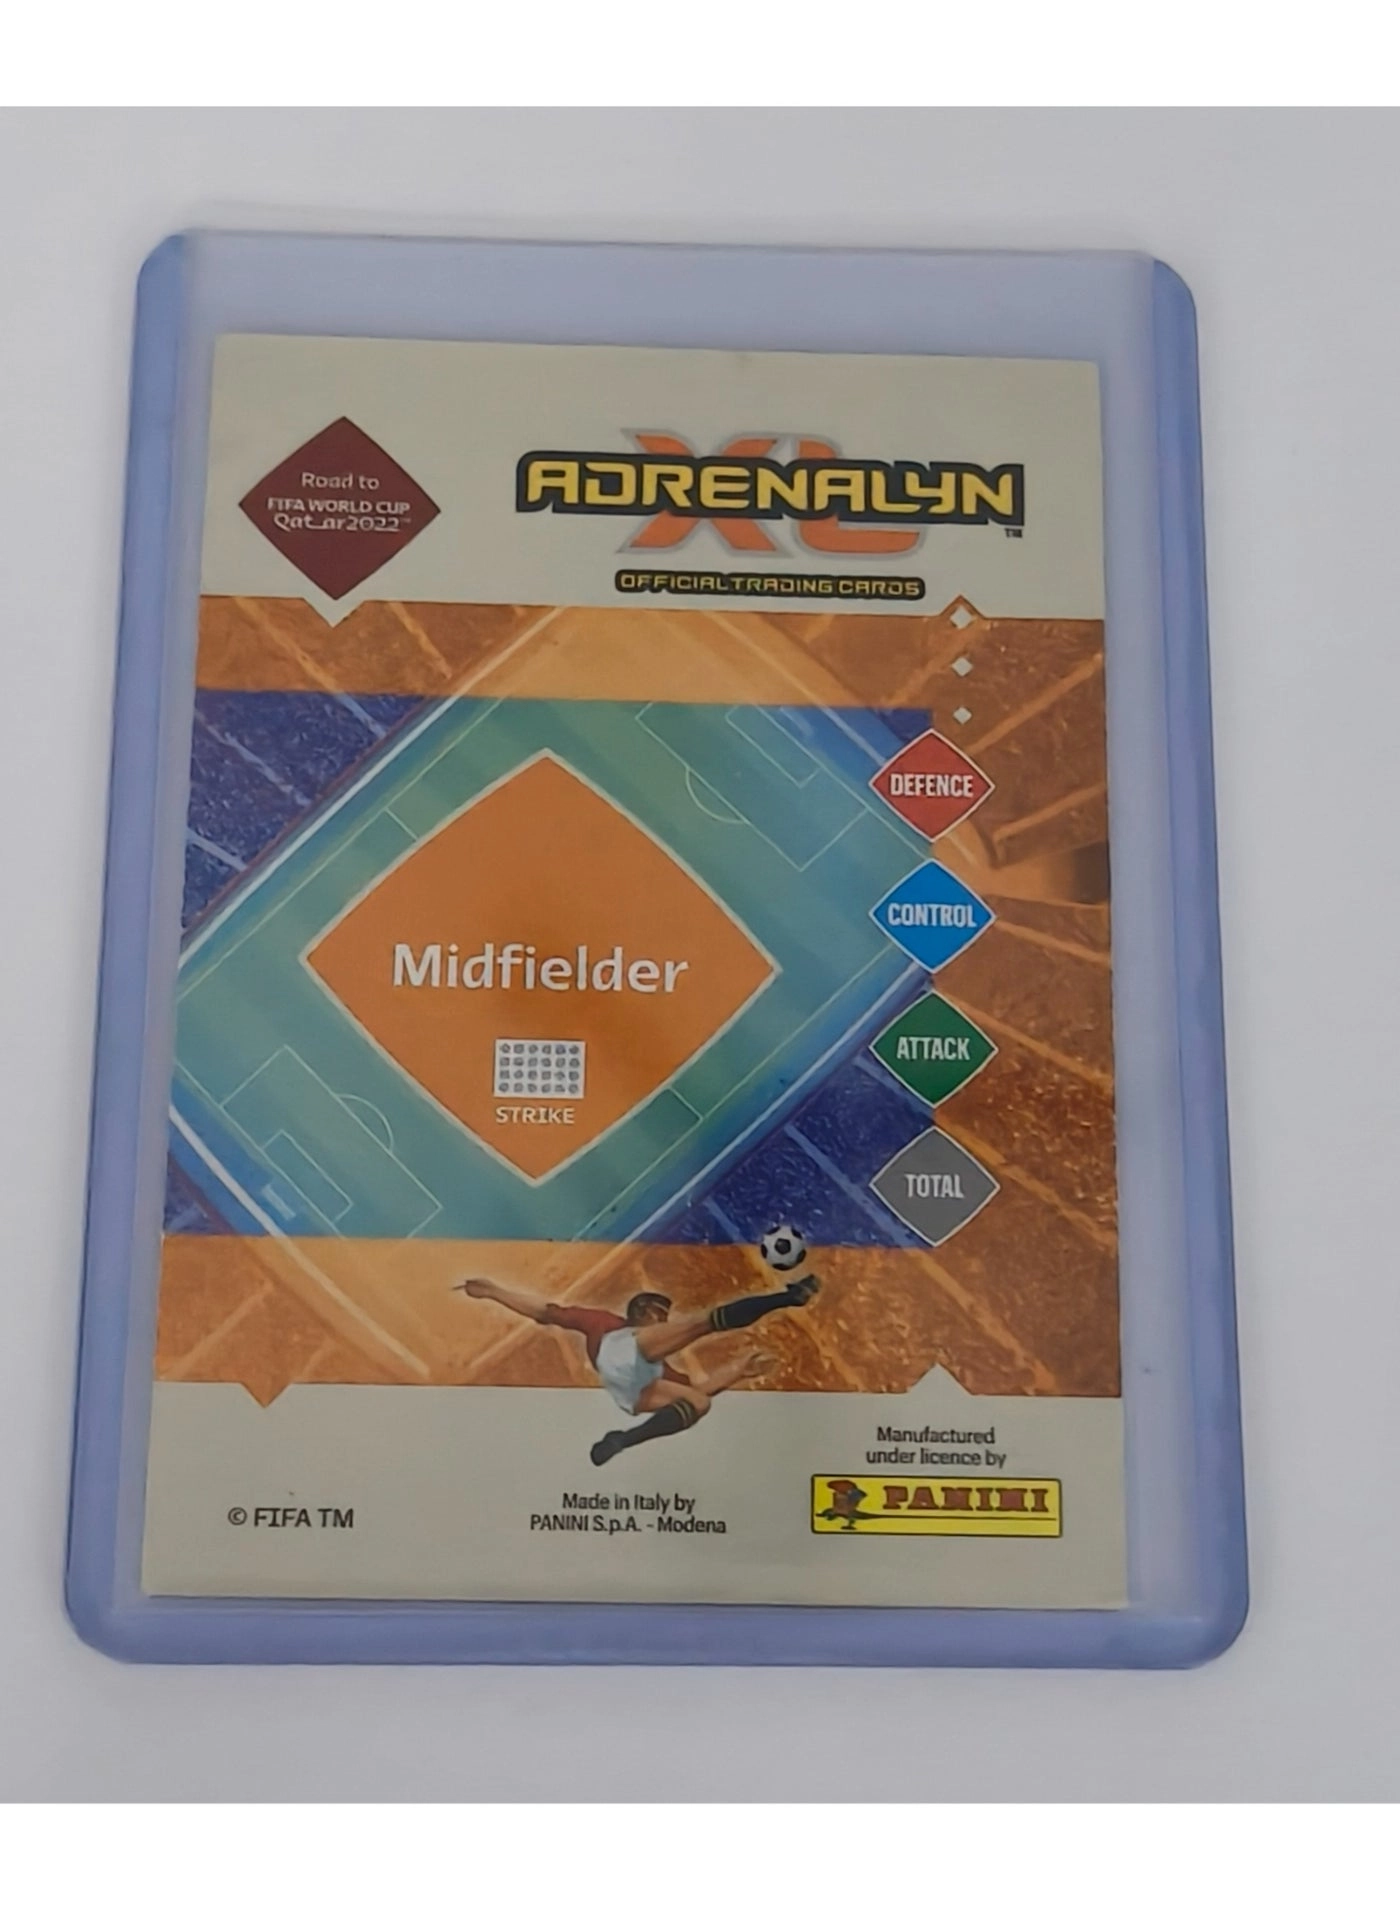 Road to
FIFA WORLD CUP
Qatar2022™
ADRENALYN
XL
™
OFFICIAL TRADING CARDS
DEFENCE
CONTROL
Midfielder
ATTACK
STRIKE
TOTAL
Manufactured
under licence by
PANINI
© FIFA TM
Made in Italy by
PANINI S.p.A. - Modena